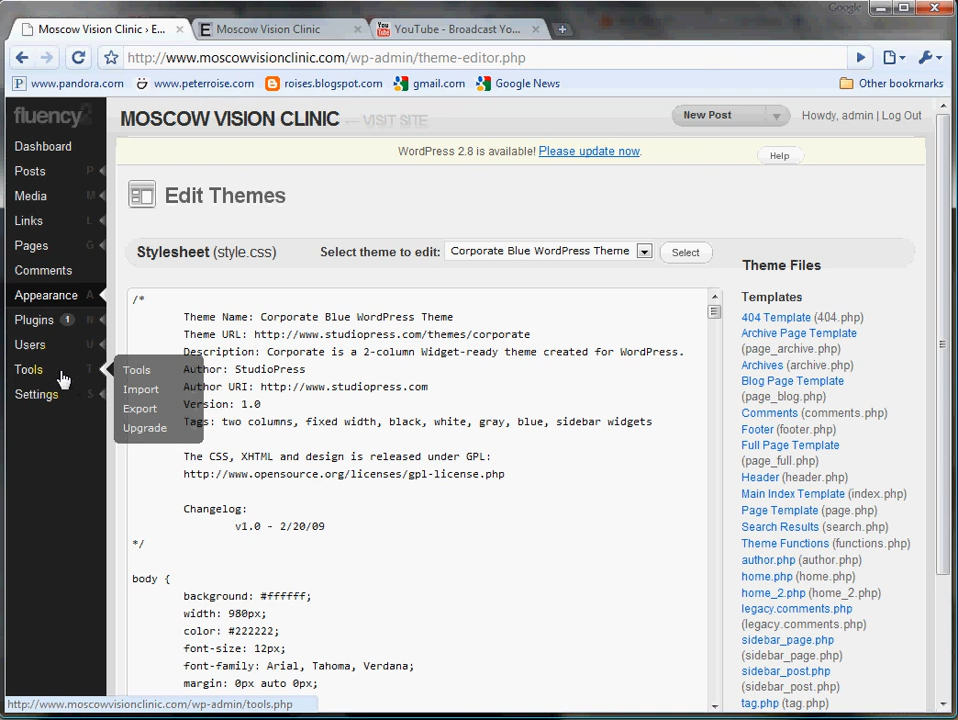 Google
Moscow Vision Clinic › E...
Moscow Vision Clinic
YouTube - Broadcast Yo...
http://www.moscowvisionclinic.com/wp-admin/theme-editor.php
www.pandora.com
www.peterroise.com
roises.blogspot.com
gmail.com
Google News
Other bookmarks
fluency
MOSCOW VISION CLINIC — VISIT SITE
New Post
Howdy, admin | Log Out
WordPress 2.8 is available! Please update now.
Help
Dashboard
Posts P
Media M
Links L
Pages G
Comments
Appearance A
Plugins 1 N
Users U
Tools T
Settings S
Tools
Import
Export
Upgrade
Edit Themes
Stylesheet (style.css)
Select theme to edit: Corporate Blue WordPress Theme Select
/*
Theme Name: Corporate Blue WordPress Theme
Theme URL: http://www.studiopress.com/themes/corporate
Description: Corporate is a 2-column Widget-ready theme created for WordPress.
Author: StudioPress
Author URI: http://www.studiopress.com
Version: 1.0
Tags: two columns, fixed width, black, white, gray, blue, sidebar widgets
The CSS, XHTML and design is released under GPL:
http://www.opensource.org/licenses/gpl-license.php
Changelog:
v1.0 - 2/20/09
*/
body {
background: #ffffff;
width: 980px;
color: #222222;
font-size: 12px;
font-family: Arial, Tahoma, Verdana;
margin: 0px auto 0px;
Theme Files
Templates
404 Template (404.php)
Archive Page Template
(page_archive.php)
Archives (archive.php)
Blog Page Template
(page_blog.php)
Comments (comments.php)
Footer (footer.php)
Full Page Template
(page_full.php)
Header (header.php)
Main Index Template (index.php)
Page Template (page.php)
Search Results (search.php)
Theme Functions (functions.php)
author.php (author.php)
home.php (home.php)
home_2.php (home_2.php)
legacy.comments.php
(legacy.comments.php)
sidebar_page.php
(sidebar_page.php)
sidebar_post.php
(sidebar_post.php)
tag.php (tag.php)
http://www.moscowvisionclinic.com/wp-admin/tools.php